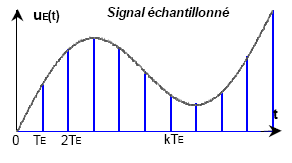 Signal échantillonné
uE(t)
t
0 TE 2TE kTE